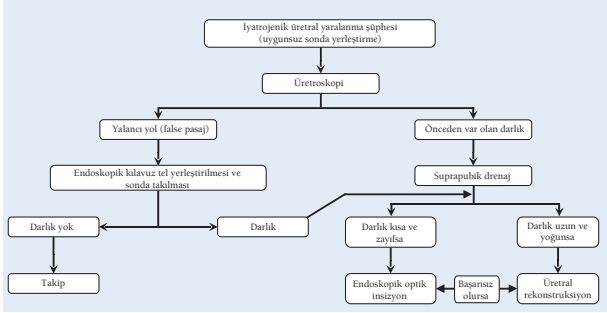 İyatrojenik üretral yaralanma şüphesi
(uygunsuz sonda yerleştirme)
Üretroskopi
Yalancı yol (false pasaj)
Önceden var olan darlık
Endoskopik kılavuz tel yerleştirilmesi ve
sonda takılması
Suprapubik drenaj
Darlık yok
Darlık
Darlık kısa ve
zayıfsa
Darlık uzun ve
yoğunsa
Takip
Endoskopik optik
insizyon
Başarısız
olursa
Üretral
rekonstruksiyon